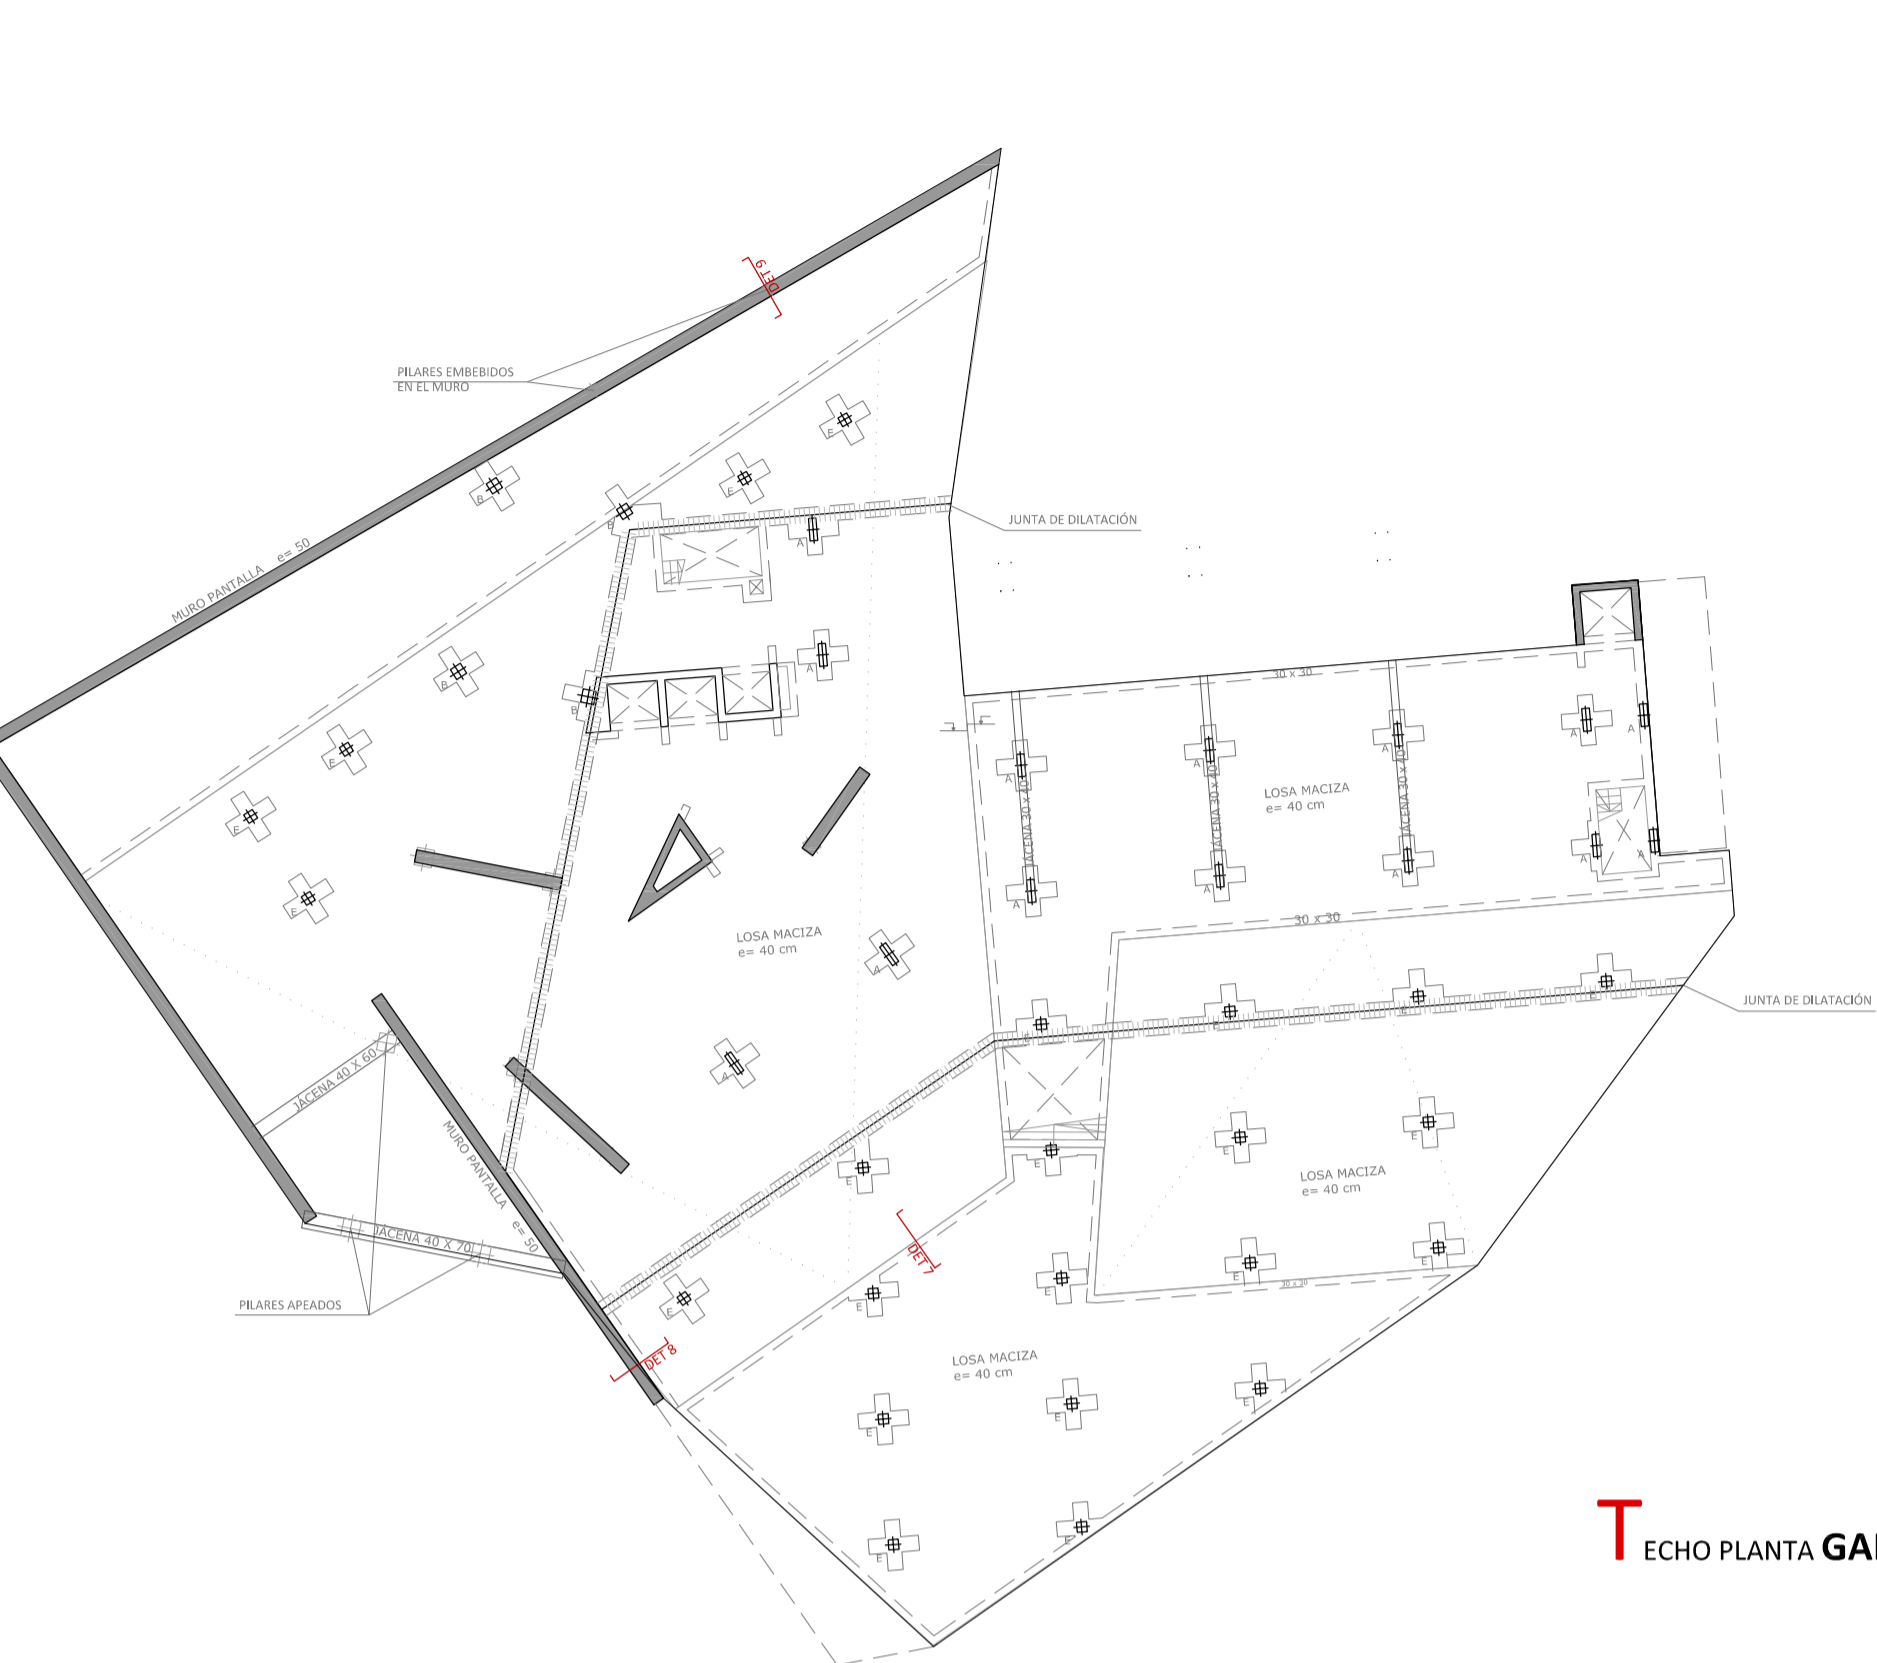 DET 9
PILARES EMBEBIDOS
EN EL MURO
E
B
E
B
JUNTA DE DILATACIÓN
A
MURO PANTALLA e= 50
B
A
30 x 30
B
A
A
A
A
A
E
E
E
JÁCENA 30 x 40
JÁCENA 30 x 40
JÁCENA 30 x 40
LOSA MACIZA
e= 40 cm
A
A
A
A
A
30 x 30
LOSA MACIZA
e= 40 cm
A
E
E
E
E
JUNTA DE DILATACIÓN
JÁCENA 40 X 60
A
MURO PANTALLA e= 50
E
E
E
E
LOSA MACIZA
e= 40 cm
JÁCENA 40 X 70
DET 7
E
E
30 x 30
PILARES APEADOS
E
E
E
DET 8
LOSA MACIZA
e= 40 cm
E
E
E
E
E
T ECHO PLANTA GA